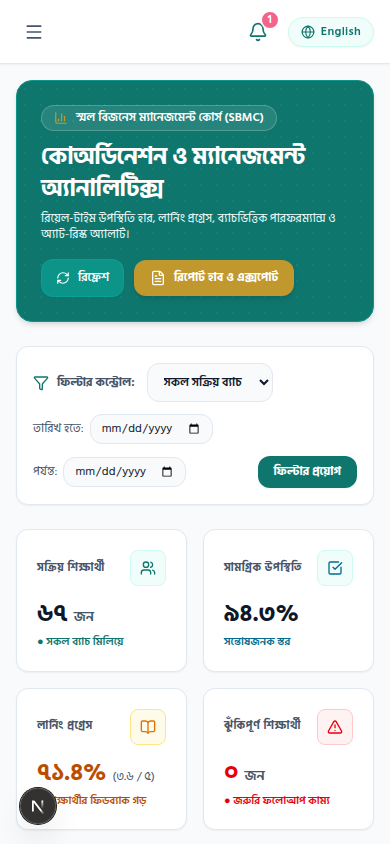 1
English
স্মল বিজনেস ম্যানেজমেন্ট কোর্স (SBMC)
কোঅর্ডিনেশন ও ম্যানেজমেন্ট
অ্যানালিটিক্স
রিয়েল-টাইম উপস্থিতি হার, লার্নিং প্রগ্রেস, ব্যাচভিত্তিক পারফরম্যান্স ও
অ্যাট-রিস্ক অ্যালার্ট।
রিফ্রেশ
রিপোর্ট হাব ও এক্সপোর্ট
ফিল্টার কন্ট্রোল:
সকল সক্রিয় ব্যাচ
তারিখ হতে:
mm/dd/yyyy
পর্যন্ত:
mm/dd/yyyy
ফিল্টার প্রয়োগ
সক্রিয় শিক্ষার্থী
৬৭ জন
● সকল ব্যাচ মিলিয়ে
সামগ্রিক উপস্থিতি
৯৪.৩%
সন্তোষজনক স্তর
লার্নিং প্রগ্রেস
৭১.৪% (৩.৬ / ৫)
ক্ষার্থীর ফিডব্যাক গড়
ঝুঁকিপূর্ণ শিক্ষার্থী
০ জন
● জরুরি ফলোআপ কাম্য
N